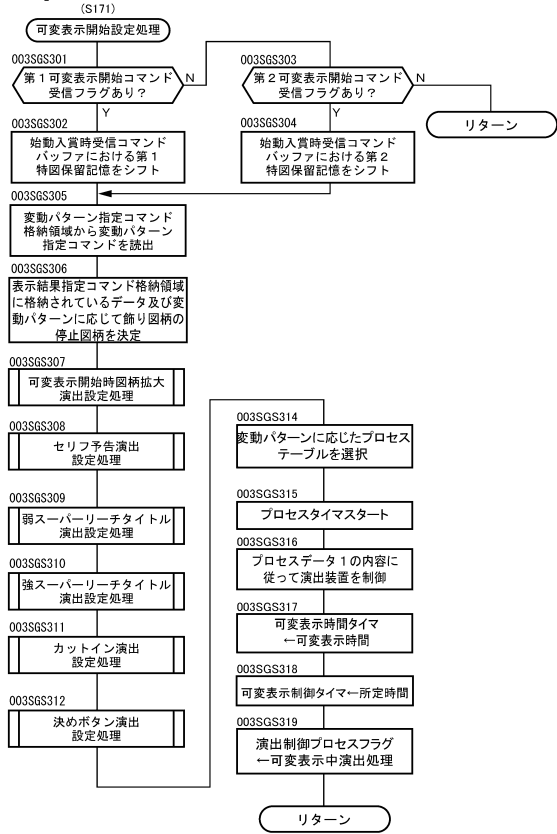 (S171)
可変表示開始設定処理
003SGS301
第1可変表示開始コマンド
受信フラグあり？
N
Y
003SGS303
第2可変表示開始コマンド
受信フラグあり？
N
Y
リターン
003SGS302
始動入賞時受信コマンド
バッファにおける第1
特図保留記憶をシフト
003SGS304
始動入賞時受信コマンド
バッファにおける第2
特図保留記憶をシフト
003SGS305
変動パターン指定コマンド
格納領域から変動パターン
指定コマンドを読出
003SGS306
表示結果指定コマンド格納領域
に格納されているデータ及び変
動パターンに応じて飾り図柄の
停止図柄を決定
003SGS307
可変表示開始時図柄拡大
演出設定処理
003SGS308
セリフ予告演出
設定処理
003SGS309
弱スーパーリーチタイトル
演出設定処理
003SGS310
強スーパーリーチタイトル
演出設定処理
003SGS311
カットイン演出
設定処理
003SGS312
決めボタン演出
設定処理
003SGS314
変動パターンに応じたプロセス
テーブルを選択
003SGS315
プロセスタイマスタート
003SGS316
プロセスデータ1の内容に
従って演出装置を制御
003SGS317
可変表示時間タイマ
←可変表示時間
003SGS318
可変表示制御タイマ←所定時間
003SGS319
演出制御プロセスフラグ
←可変表示中演出処理
リターン